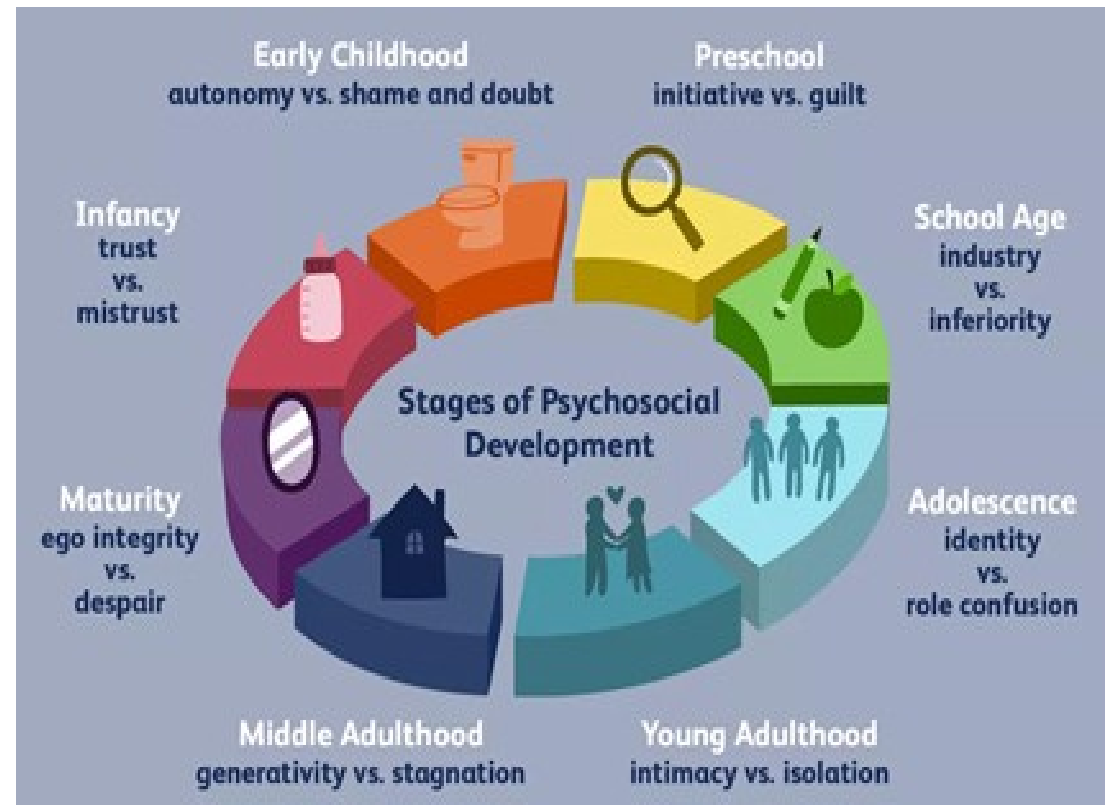 Early Childhood
autonomy vs. shame and doubt
Preschool
initiative vs. guilt
Infancy
trust
vs.
mistrust
School Age
industry
vs.
inferiority
Stages of Psychosocial
Development
Maturity
ego integrity
vs.
despair
Adolescence
identity
vs.
role confusion
Middle Adulthood
generativity vs. stagnation
Young Adulthood
intimacy vs. isolation